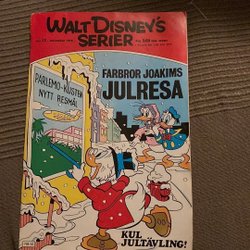 WALT DISNEY'S
SERIER
FARBROR JOAKIMS
JULRESA
PARLEMO-KUSTEN
NYTT RESMÅL
KUL
JULTÄVLING!